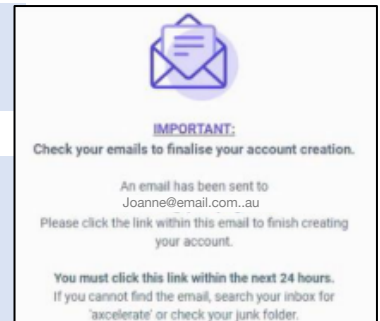 IMPORTANT:
Check your emails to finalise your account creation.
An email has been sent to
Joanne@email.com..au
Please click the link within this email to finish creating
your account.
You must click this link within the next 24 hours.
If you cannot find the email, search your inbox for
'axcelerate' or check your junk folder.